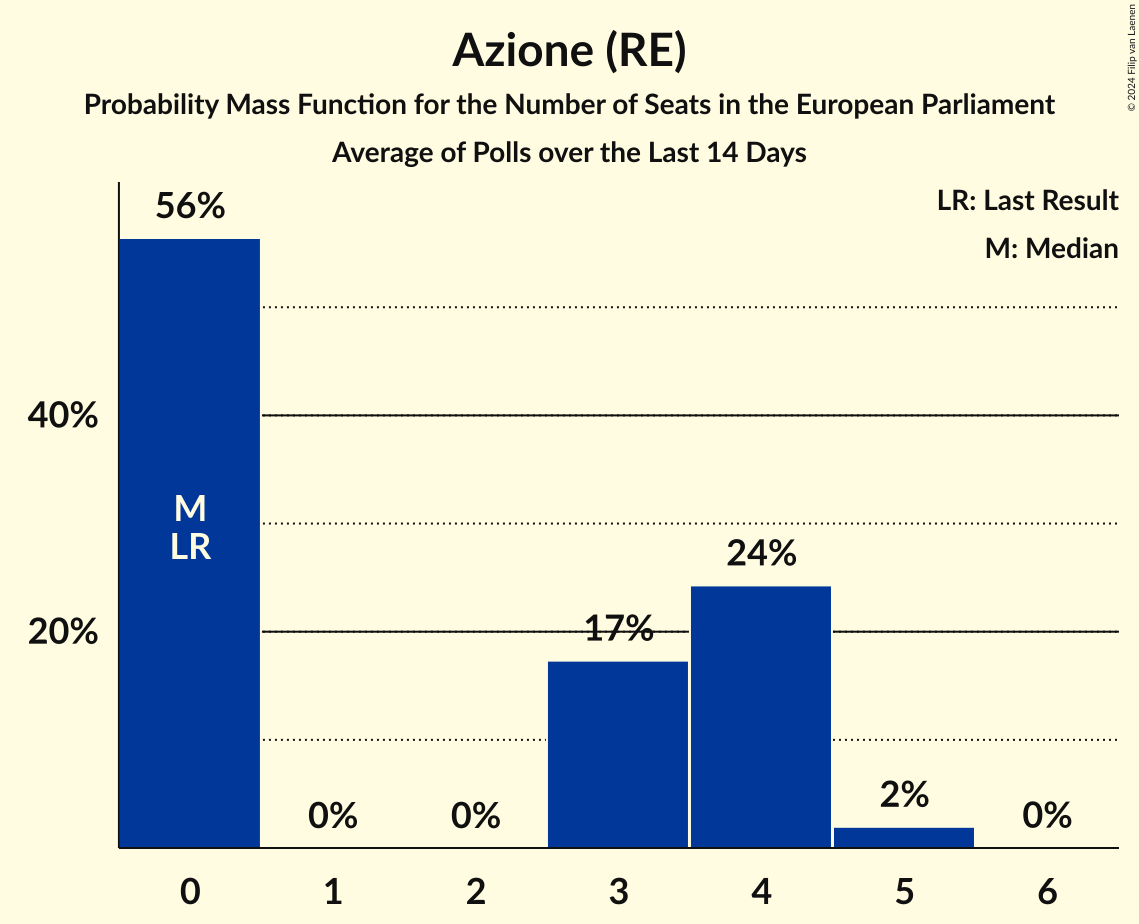 Azione (RE)
Probability Mass Function for the Number of Seats in the European Parliament
Average of Polls over the Last 14 Days
© 2024 Filip van Laenen
LR: Last Result
M: Median
56%
40%
M
LR
24%
17%
20%
2%
0%
0%
0%
0
1
2
3
4
5
6